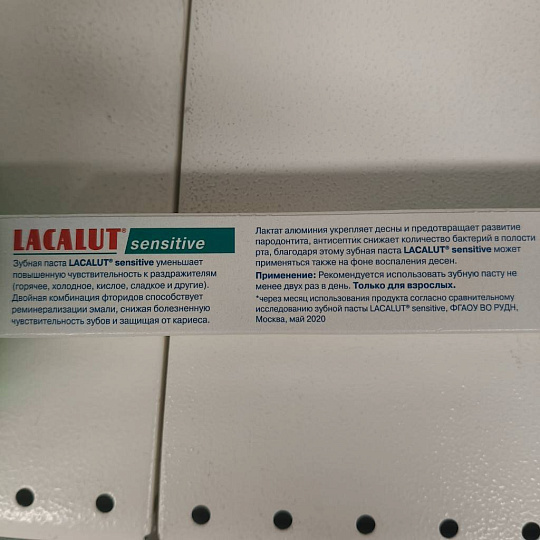 LACALUT® sensitive
Зубная паста LACALUT® sensitive уменьшает
повышенную чувствительность к раздражителям
(горячее, холодное, кислое, сладкое и другие).
Двойная комбинация фторидов способствует
реминерализации эмали, снижая болезненную
чувствительность зубов и защищая от кариеса.
Лактат алюминия укрепляет десны и предотвращает развитие
пародонтита, антисептик снижает количество бактерий в полости
рта, благодаря этому зубная паста LACALUT® sensitive может
применяться также на фоне воспаления десен.
Применение: Рекомендуется использовать зубную пасту не
менее двух раз в день. Только для взрослых.
*через месяц использования продукта согласно сравнительному
исследованию зубной пасты LACALUT® sensitive, ФГАОУ ВО РУДН,
Москва, май 2020